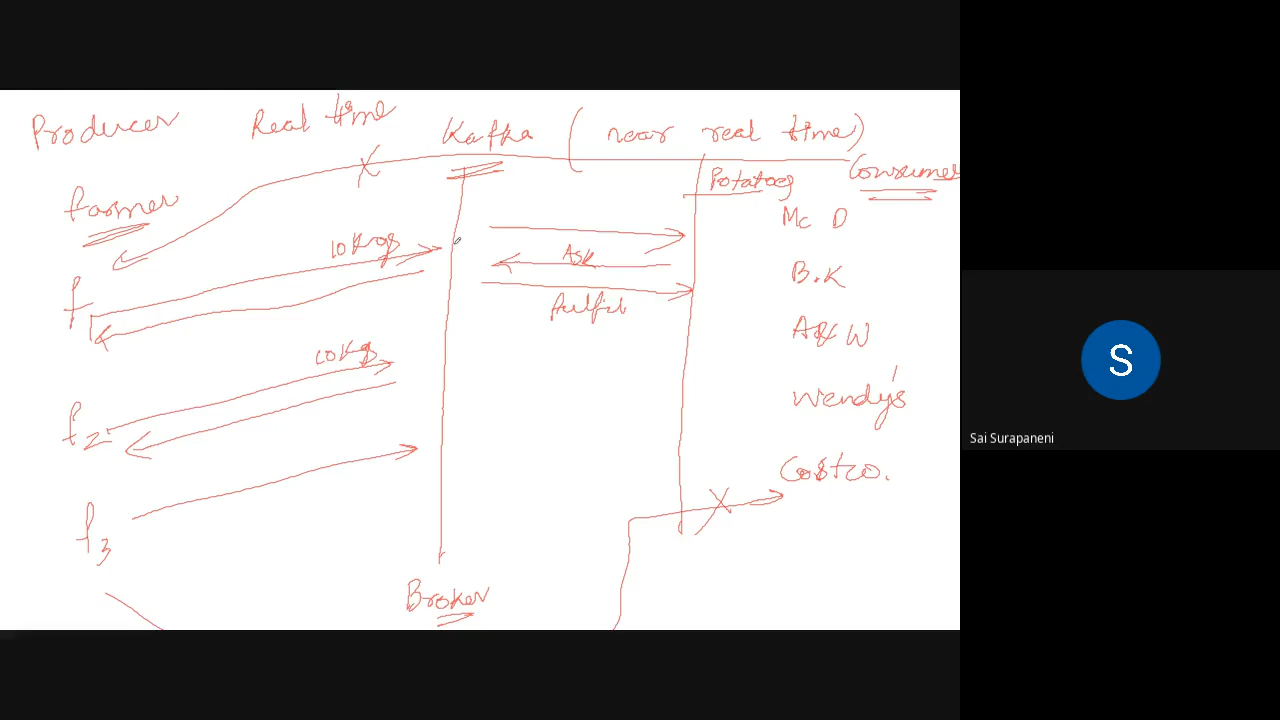 Producer Real time Kafka ( near real time)
Consumer
Potatoes
farmer
Mc D
10 Kgs
Ask
B.K
f1
Fulfil
A&W
10 Kgs
Wendy's
f2
Sai Surapaneni
Costco.
f3
Broker
S